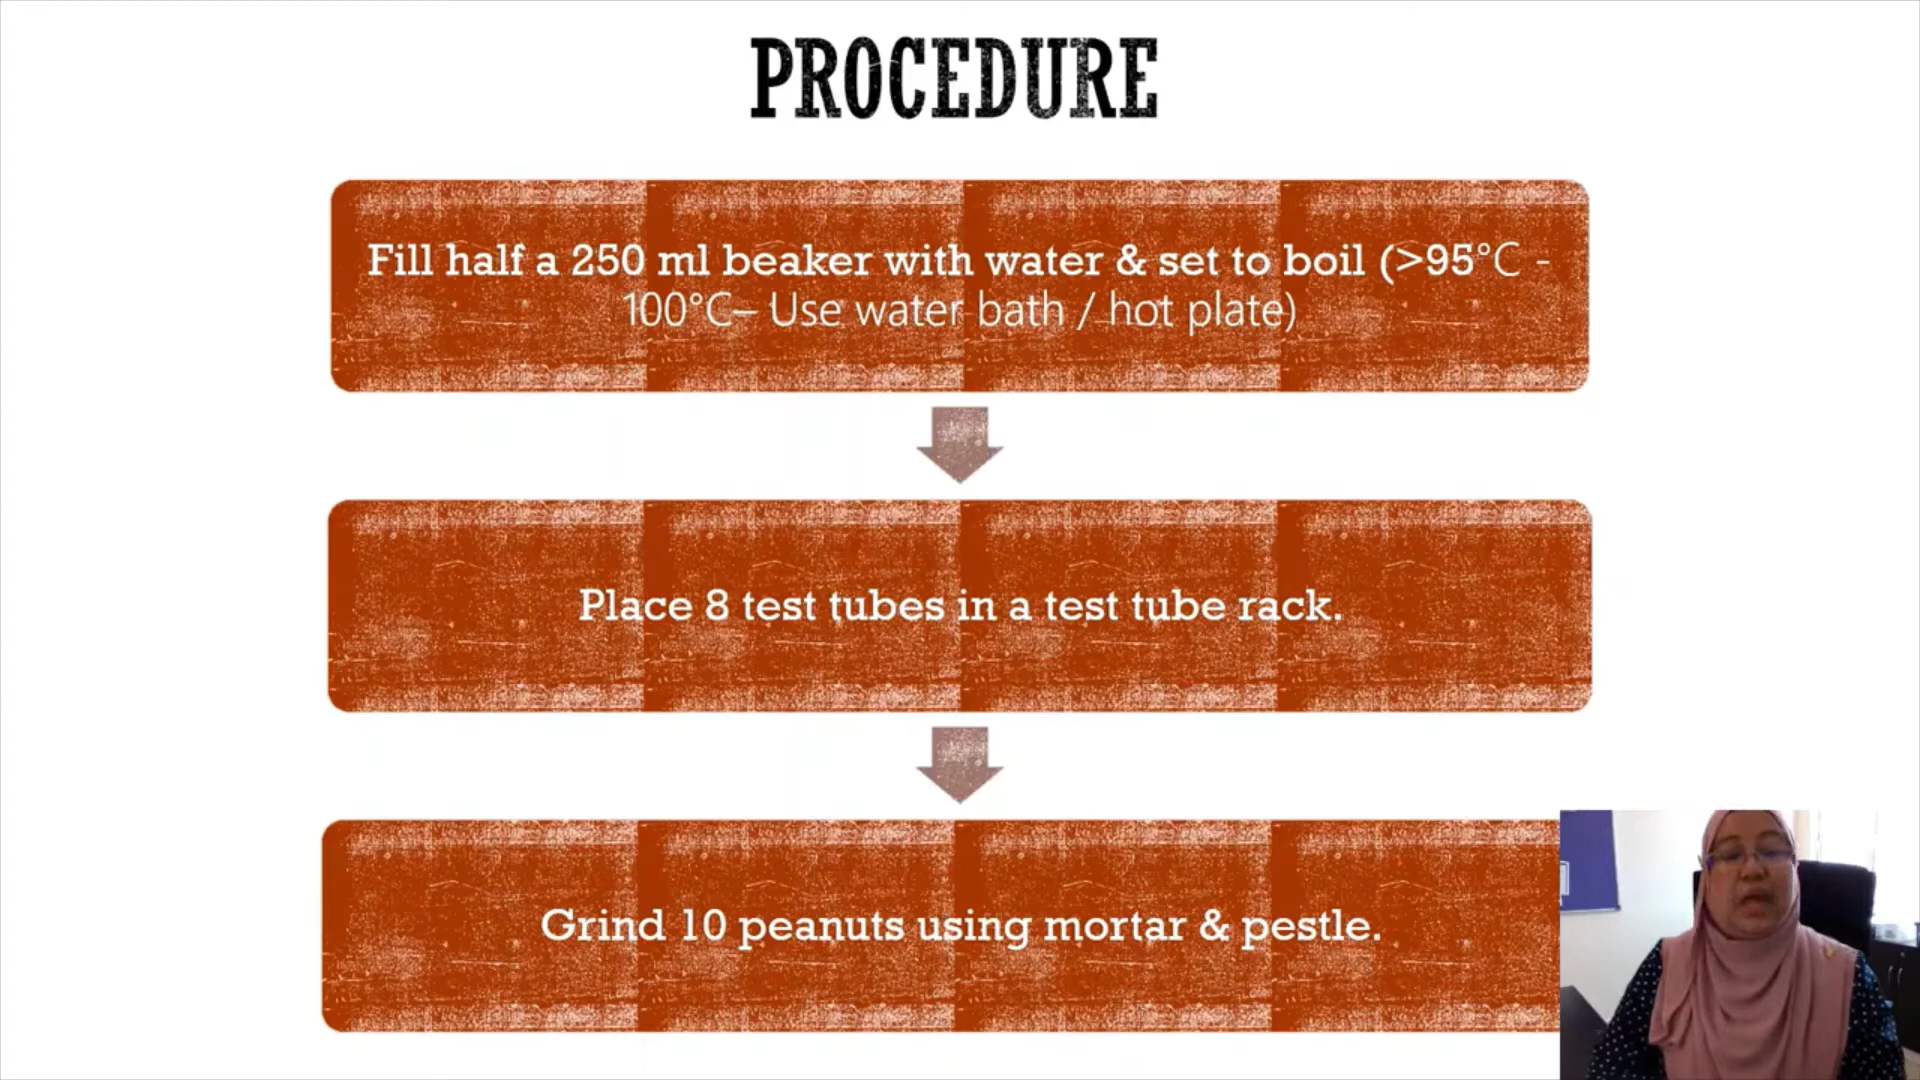 PROCEDURE
Fill half a 250 ml beaker with water & set to boil (>95°C -
100°C– Use water bath / hot plate)
Place 8 test tubes in a test tube rack.
Grind 10 peanuts using mortar & pestle.